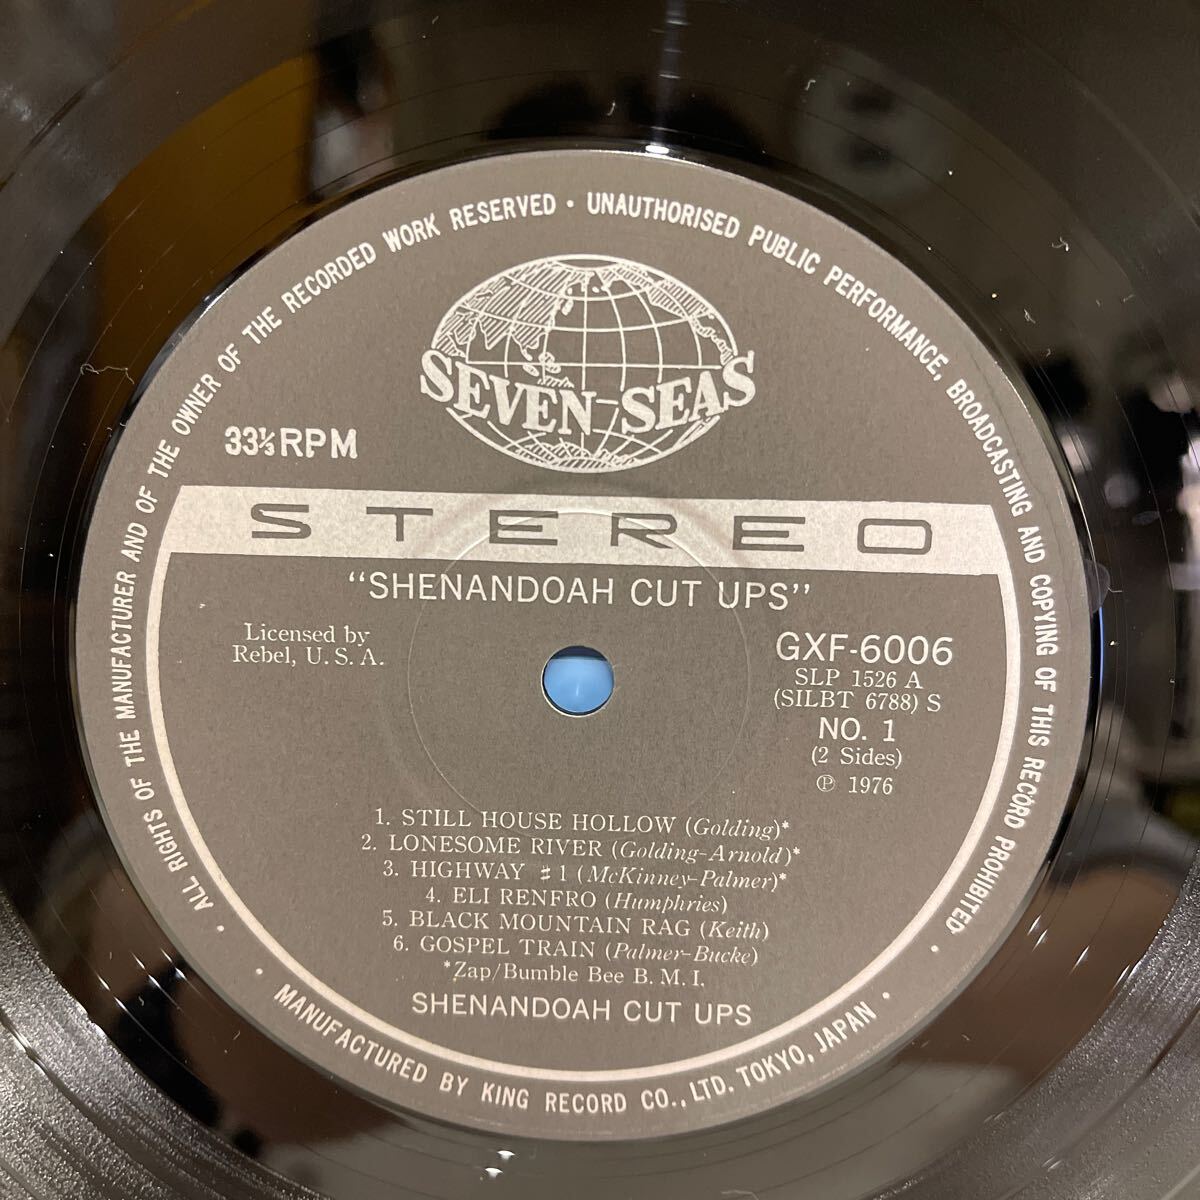 ALL RIGHTS OF THE MANUFACTURER AND OF THE OWNER OF THE RECORDED WORK RESERVED · UNAUTHORISED PUBLIC PERFORMANCE, BROADCASTING AND COPYING OF THIS RECORD PROHIBITED ·
SEVEN SEAS
33⅓RPM
STEREO
"SHENANDOAH CUT UPS"
Licensed by
Rebel, U.S.A.
GXF-6006
SLP 1526 A
(SILBT 6788) S
NO. 1
(2 Sides)
℗ 1976
1. STILL HOUSE HOLLOW (Golding)*
2. LONESOME RIVER (Golding-Arnold)*
3. HIGHWAY ♯1 (McKinney-Palmer)*
4. ELI RENFRO (Humphries)
5. BLACK MOUNTAIN RAG (Keith)
6. GOSPEL TRAIN (Palmer-Bucke)
*Zap/Bumble Bee B.M.I.
SHENANDOAH CUT UPS
· MANUFACTURED BY KING RECORD CO., LTD. TOKYO, JAPAN ·